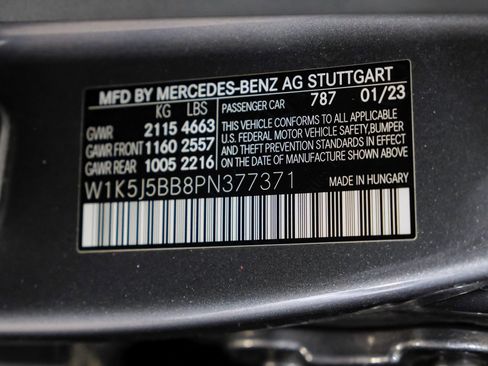 MFD BY MERCEDES-BENZ AG STUTTGART
KG LBS
GVWR 2115 4663
GAWR FRONT 1160 2557
GAWR REAR 1005 2216
PASSENGER CAR 787 01/23
THIS VEHICLE CONFORMS TO ALL APPLICABLE
U.S. FEDERAL MOTOR VEHICLE SAFETY, BUMPER
AND THEFT PREVENTION STANDARDS IN EFFECT
ON THE DATE OF MANUFACTURE SHOWN ABOVE.
W1K5J5BB8PN377371
MADE IN HUNGARY